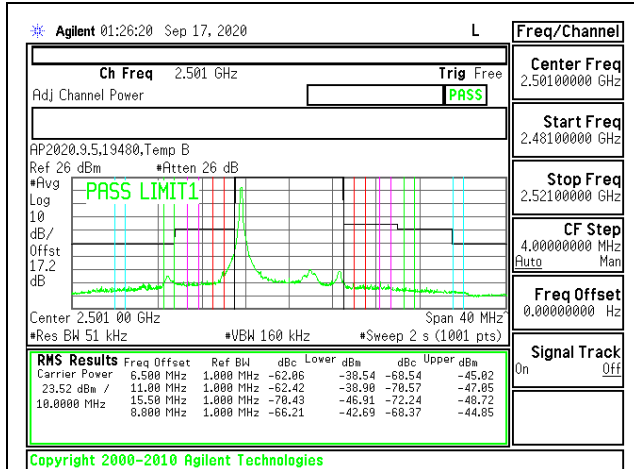 Agilent 01:26:20 Sep 17, 2020 L
Freq/Channel
Ch Freq 2.501 GHz Trig Free
Adj Channel Power PASS
AP2020.9.5,19480,Temp B
Ref 26 dBm #Atten 26 dB
#Avg
Log
10
dB/
Offst
17.2
dB
PASS LIMIT1
Center 2.501 00 GHz Span 40 MHz
#Res BW 51 kHz #VBW 160 kHz #Sweep 2 s (1001 pts)
RMS Results Freq Offset Ref BW dBc Lower dBm dBc Upper dBm
Carrier Power 6.500 MHz 1.000 MHz -62.06 -38.54 -68.54 -45.02
23.52 dBm / 11.00 MHz 1.000 MHz -62.42 -38.90 -70.57 -47.05
10.0000 MHz 15.50 MHz 1.000 MHz -70.43 -46.91 -72.24 -48.72
8.800 MHz 1.000 MHz -66.21 -42.69 -68.37 -44.85
Copyright 2000-2010 Agilent Technologies
Center Freq
2.50100000 GHz
Start Freq
2.48100000 GHz
Stop Freq
2.52100000 GHz
CF Step
4.00000000 MHz
Auto Man
Freq Offset
0.00000000 Hz
Signal Track
On Off